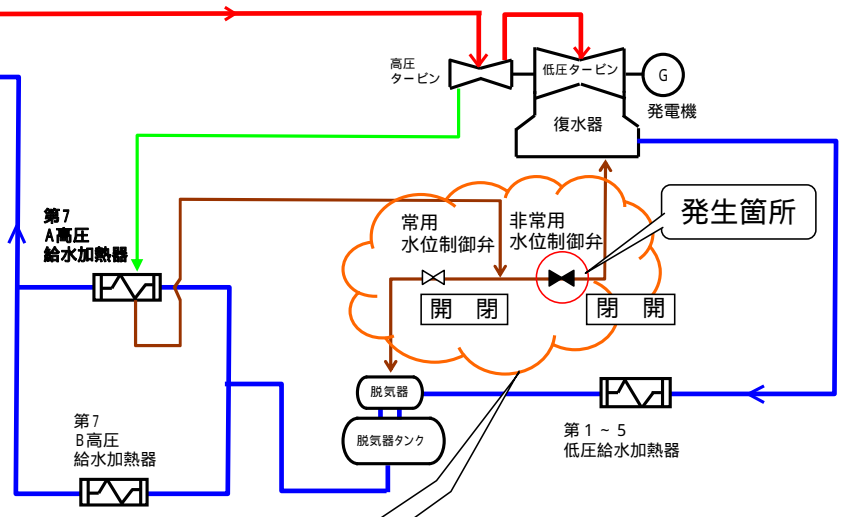 高圧
タービン
低圧タービン
G
発電機
復水器
第7
A高圧
給水加熱器
常用
水位制御弁
非常用
水位制御弁
発生箇所
開 閉
閉 開
脱気器
脱気器タンク
第1~5
低圧給水加熱器
第7
B高圧
給水加熱器